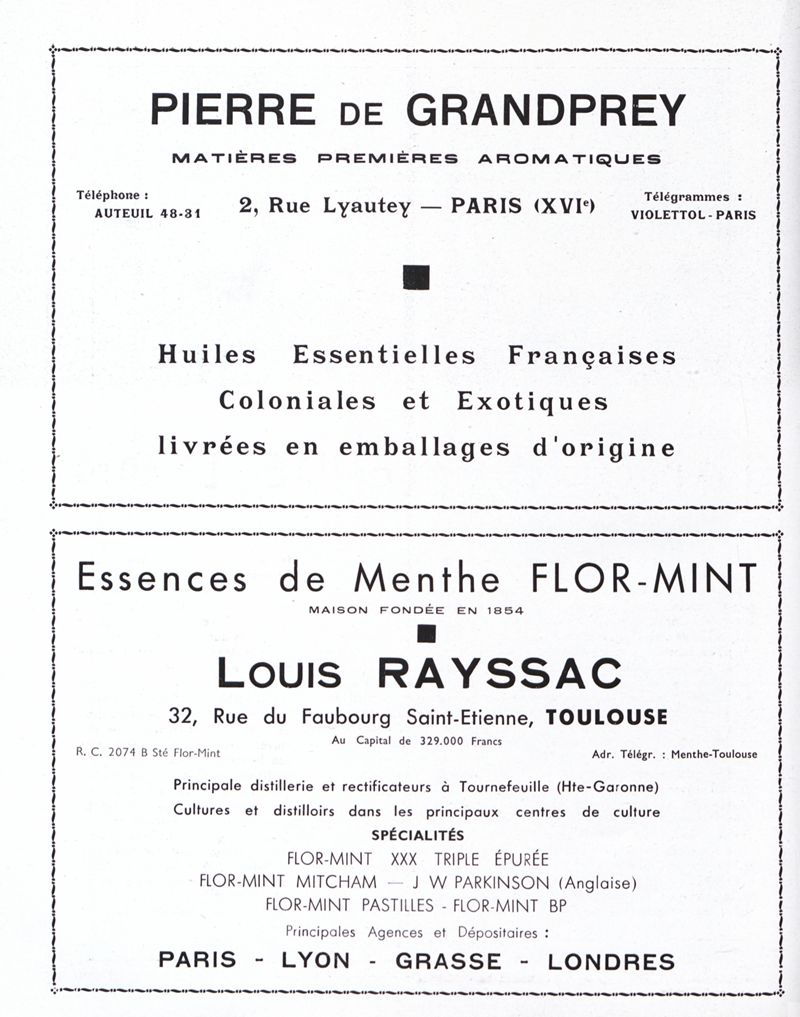 PIERRE DE GRANDPREY
MATIÈRES PREMIÈRES AROMATIQUES
Téléphone :
AUTEUIL 48-31
2, Rue Lyautey — PARIS (XVIᵉ)
Télégrammes :
VIOLETTOL - PARIS
Huiles Essentielles Françaises
Coloniales et Exotiques
livrées en emballages d'origine
Essences de Menthe FLOR-MINT
MAISON FONDÉE EN 1854
LOUIS RAYSSAC
32, Rue du Faubourg Saint-Etienne, TOULOUSE
Au Capital de 329.000 Francs
R. C. 2074 B Sté Flor-Mint
Adr. Télégr. : Menthe-Toulouse
Principale distillerie et rectificateurs à Tournefeuille (Hte-Garonne)
Cultures et distilloirs dans les principaux centres de culture
SPÉCIALITÉS
FLOR-MINT XXX TRIPLE ÉPURÉE
FLOR-MINT MITCHAM — J W PARKINSON (Anglaise)
FLOR-MINT PASTILLES - FLOR-MINT BP
Principales Agences et Dépositaires :
PARIS - LYON - GRASSE - LONDRES